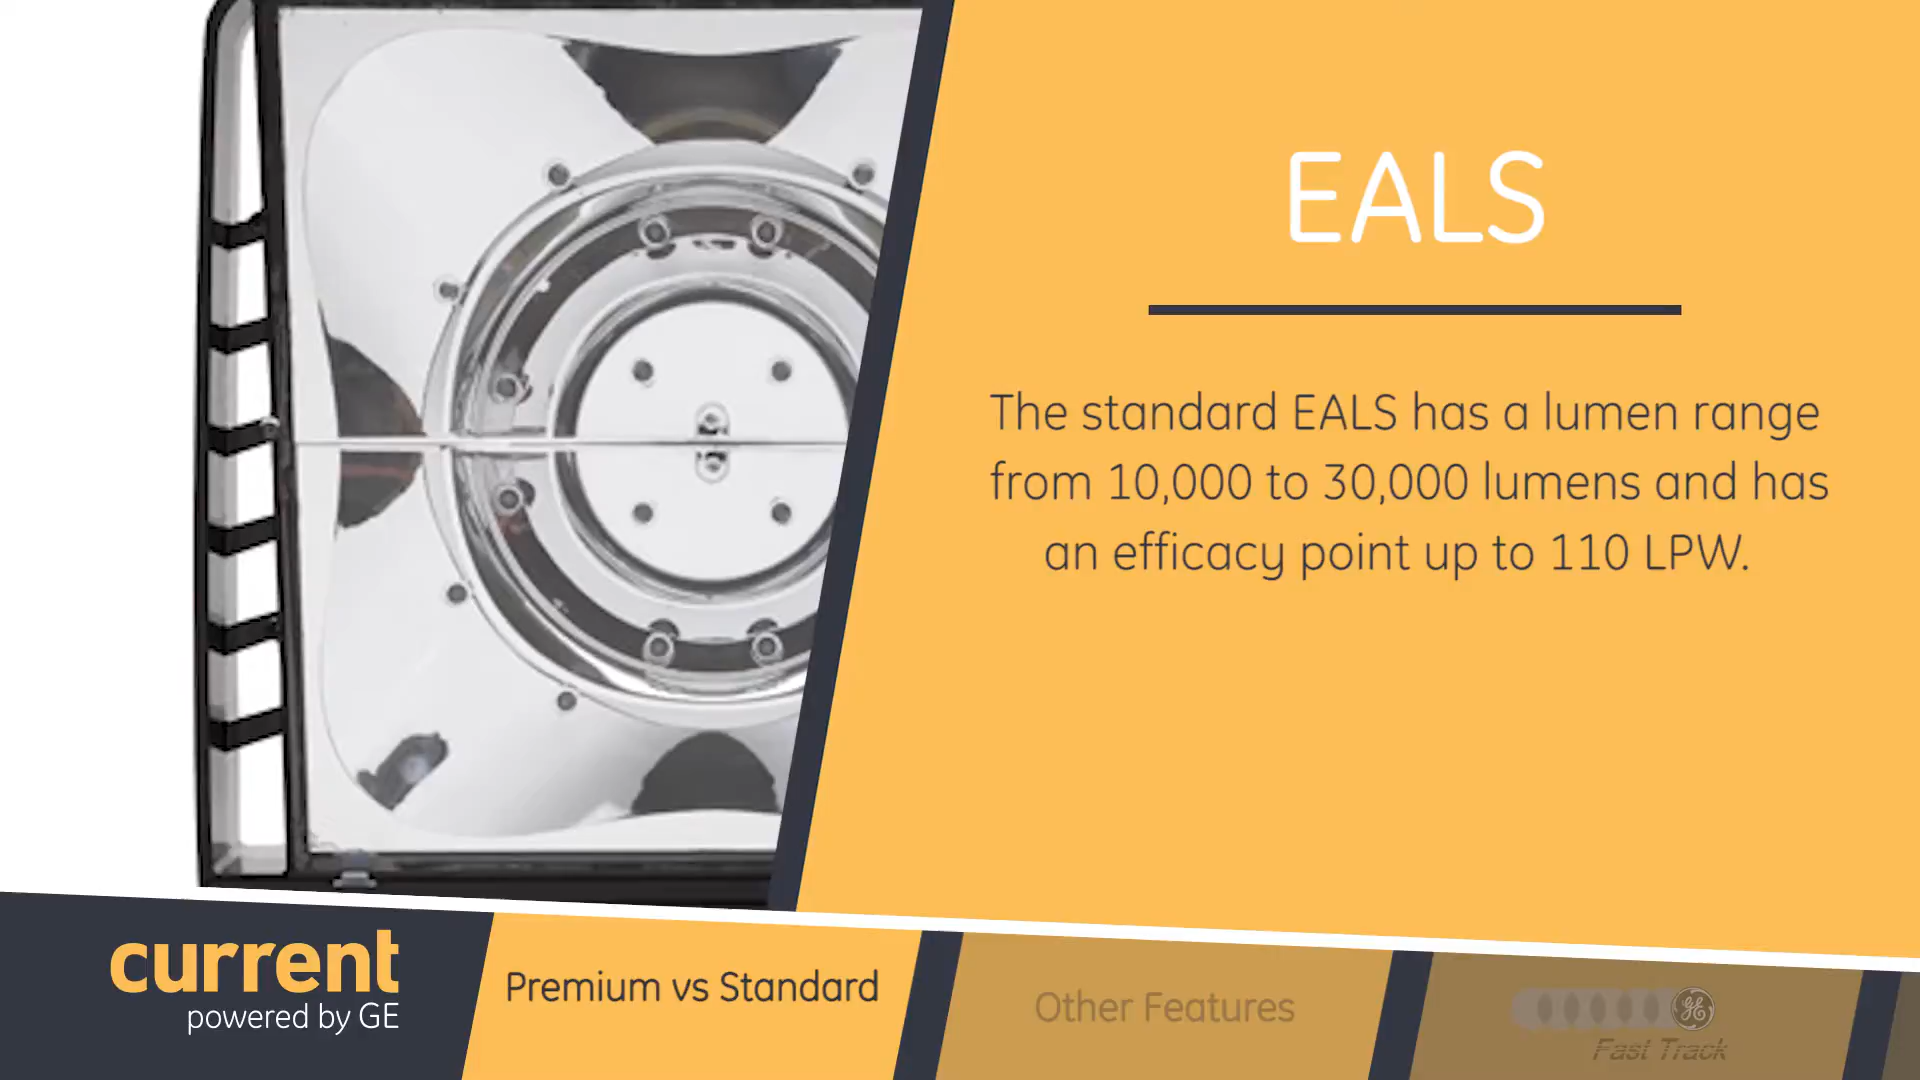 EALS
The standard EALS has a lumen range
from 10,000 to 30,000 lumens and has
an efficacy point up to 110 LPW.
current
powered by GE
Premium vs Standard
Other Features
GE
Fast Track